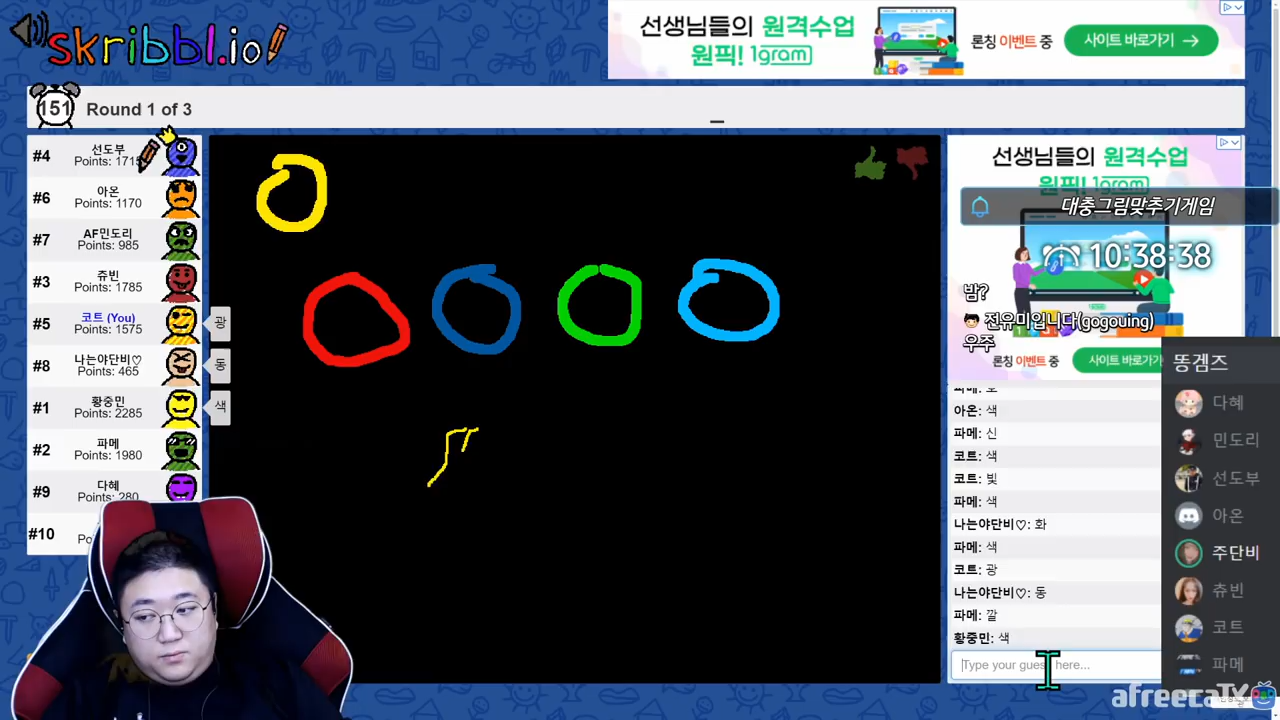 skribbl.io!
선생님들의 원격수업
원픽! 1gram
론칭 이벤트 중
사이트 바로가기 →
151
Round 1 of 3
_
#4 선도부
Points: 1715
#6 아온
Points: 1170
#7 AF민도리
Points: 985
#3 쥬빈
Points: 1785
#5 코트 (You)
Points: 1575
광
#8 나는야단비♡
Points: 465
동
#1 황중민
Points: 2285
색
#2 파메
Points: 1980
#9 다혜
Points: 280
#10
선생님들의 원격수업
대충그림맞추기게임
10:38:38
밤?
전유미입니다(gogouing)
우주
론칭 이벤트 중
사이트 바로가기
아온: 색
파메: 신
코트: 색
코트: 빛
파메: 색
나는야단비♡: 화
파메: 색
코트: 광
나는야단비♡: 동
파메: 깔
황중민: 색
Type your guess here...
똥겜즈
다혜
민도리
선도부
아온
주단비
츄빈
코트
파메
afreecaTV